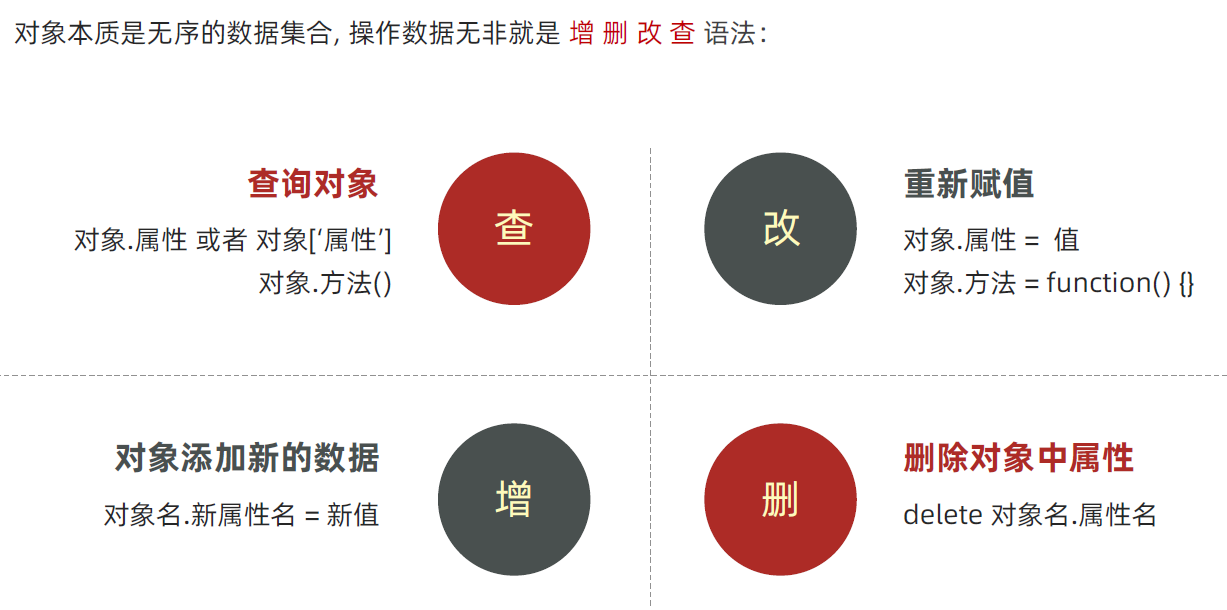 对象本质是无序的数据集合, 操作数据无非就是 增 删 改 查 语法：
查询对象
对象.属性 或者 对象[‘属性’]
对象.方法()
查
改
重新赋值
对象.属性 = 值
对象.方法 = function() {}
对象添加新的数据
对象名.新属性名 = 新值
增
删
删除对象中属性
delete 对象名.属性名